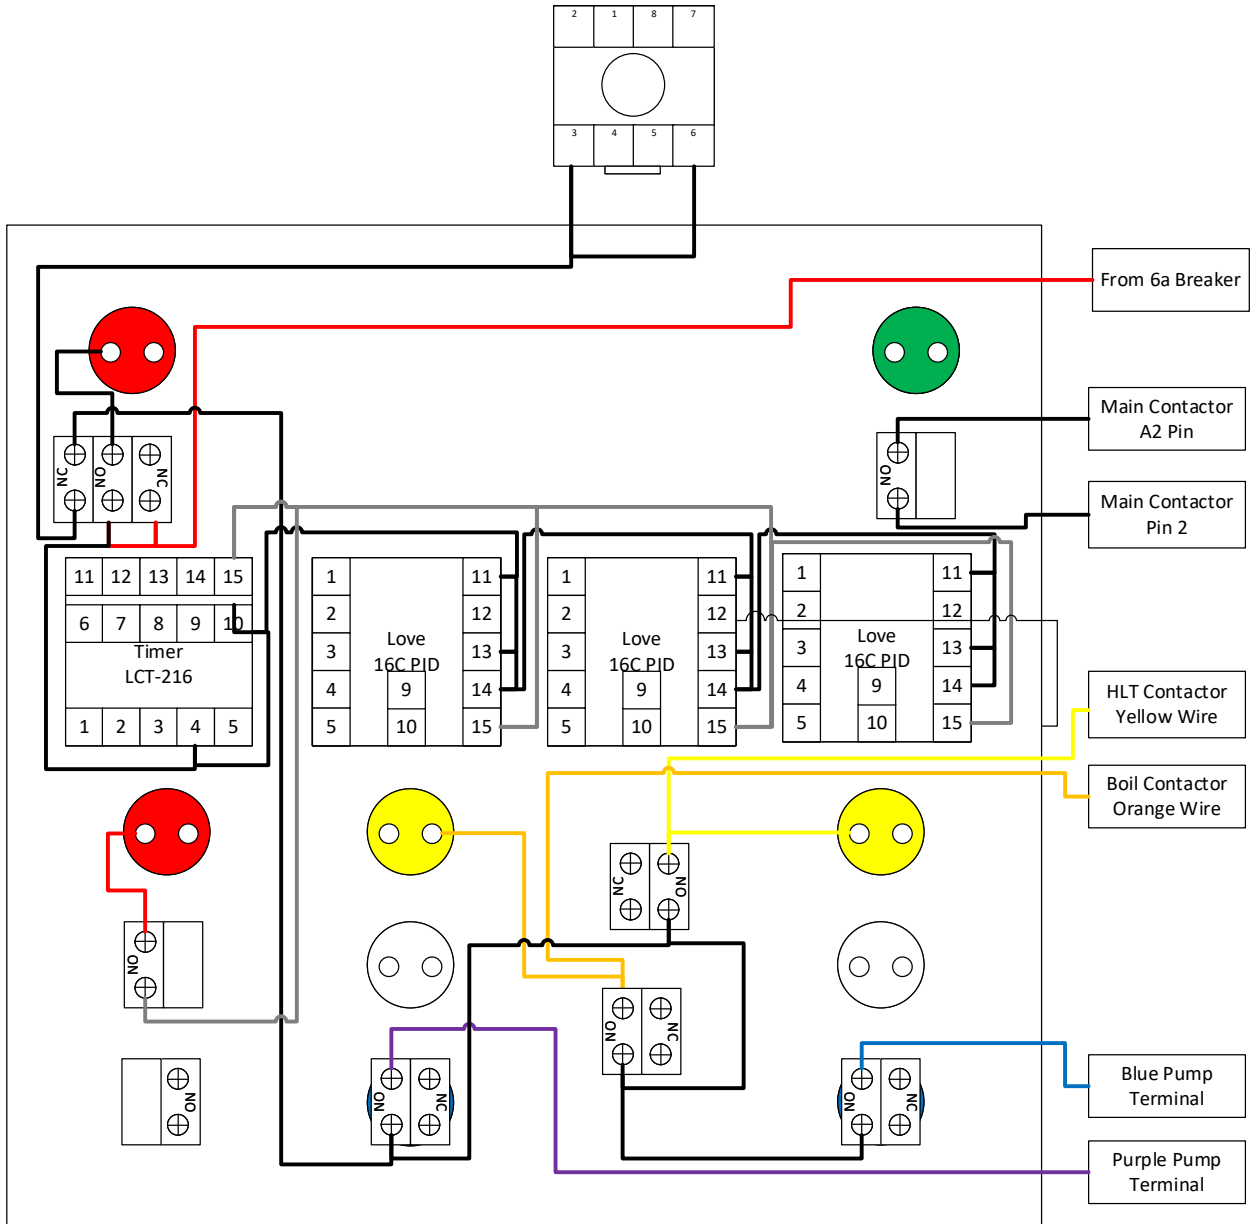 2 1 8 7
3 4 5 6
From 6a Breaker
Main Contactor
A2 Pin
NC NO NC
NO
Main Contactor
Pin 2
11 12 13 14 15
6 7 8 9 10
Timer
LCT-216
1 2 3 4 5
1 11
2 12
3 13
4 14
5 15
Love
16C PID
9
10
1 11
2 12
3 13
4 14
5 15
Love
16C PID
9
10
1 11
2 12
3 13
4 14
5 15
Love
16C PID
9
10
HLT Contactor
Yellow Wire
Boil Contactor
Orange Wire
NC NO
NO
NO NC
NO
NO NC
NO NC
Blue Pump
Terminal
Purple Pump
Terminal